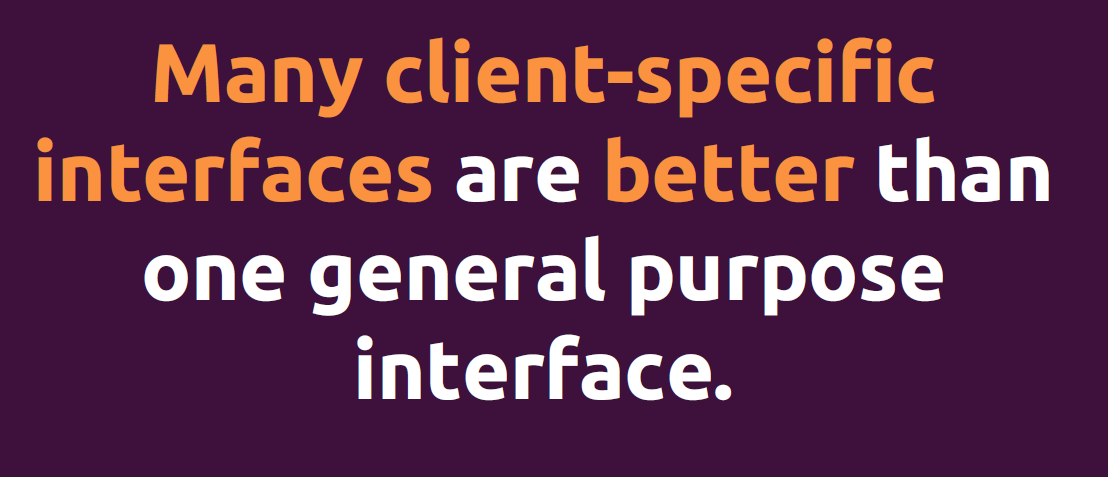 Many client-specific
interfaces are better than
one general purpose
interface.